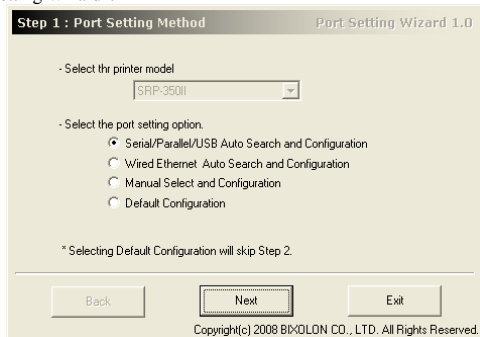 Step 1 : Port Setting Method Port Setting Wizard 1.0
- Select thr printer model
SRP-350II
- Select the port setting option.
Serial/Parallel/USB Auto Search and Configuration
Wired Ethernet Auto Search and Configuration
Manual Select and Configuration
Default Configuration
* Selecting Default Configuration will skip Step 2.
Back Next Exit
Copyright(c) 2008 BIXOLON CO., LTD. All Rights Reserved.